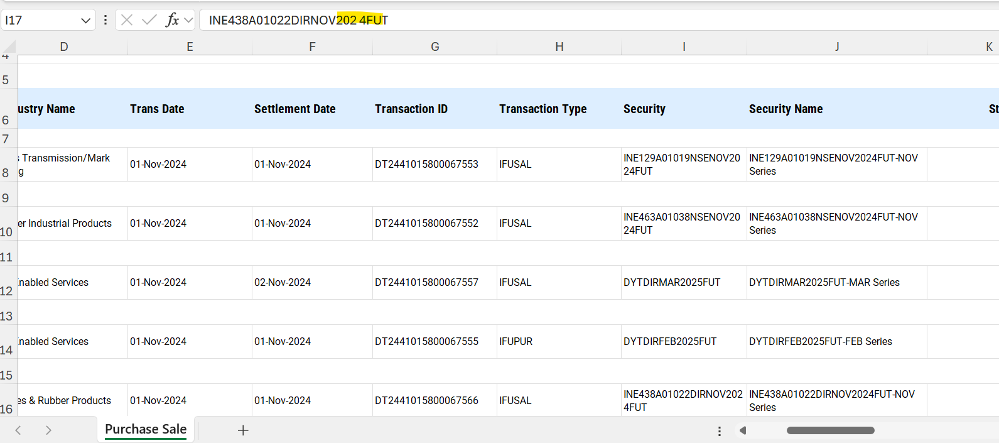 I17
fx
INE438A01022DIRNOV202 4FUT
D E F G H I J K
4
5
6 ustry Name Trans Date Settlement Date Transaction ID Transaction Type Security Security Name St
7
s Transmission/Mark INE129A01019NSENOV20 INE129A01019NSENOV2024FUT-NOV
8 g 01-Nov-2024 01-Nov-2024 DT2441015800067553 IFUSAL 24FUT Series
9
INE463A01038NSENOV20 INE463A01038NSENOV2024FUT-NOV
10 er Industrial Products 01-Nov-2024 01-Nov-2024 DT2441015800067552 IFUSAL 24FUT Series
11
12 nabled Services 01-Nov-2024 02-Nov-2024 DT2441015800067557 IFUSAL DYTDIRMAR2025FUT DYTDIRMAR2025FUT-MAR Series
13
14 nabled Services 01-Nov-2024 01-Nov-2024 DT2441015800067555 IFUPUR DYTDIRFEB2025FUT DYTDIRFEB2025FUT-FEB Series
15
INE438A01022DIRNOV202 INE438A01022DIRNOV2024FUT-NOV
16 es & Rubber Products 01-Nov-2024 01-Nov-2024 DT2441015800067566 IFUSAL 4FUT Series
Purchase Sale